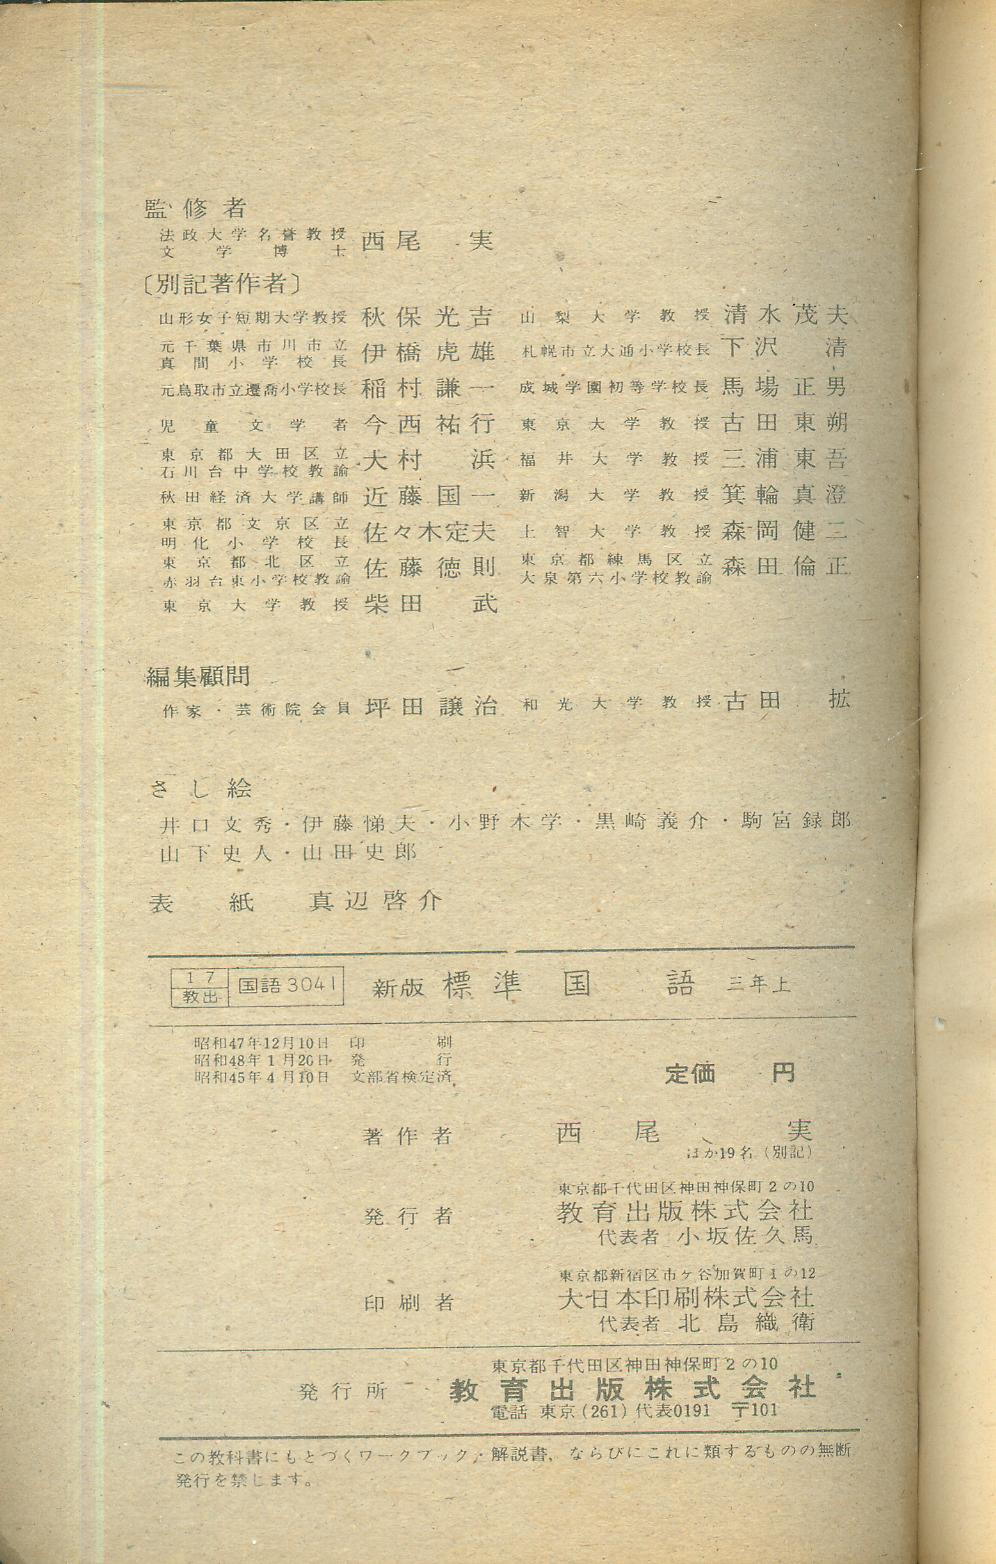 監修者
法政大学名誉教授
文学博士
西尾 実
〔別記著作者〕
山形女子短期大学教授 秋保光吉 山梨大学教授 清水茂夫
元千葉県市川市立
真間小学校長
伊橋虎雄 札幌市立大通小学校長 下沢 清
元鳥取市立遷喬小学校長 稲村謙一 成城学園初等学校長 馬場正男
児童文学者 今西祐行 東京大学教授 古田東朔
東京都大田区立
石川台中学校教諭
大村 浜 福井大学教授 三浦東吾
秋田経済大学講師 近藤国一 新潟大学教授 箕輪真澄
東京都文京区立
明化小学校長
佐々木定夫 上智大学教授 森岡健二
東京都北区立
赤羽台東小学校教諭
佐藤徳則
東京都練馬区立
大泉第六小学校教諭
森田倫正
東京大学教授 柴田 武
編集顧問
作家・芸術院会員 坪田譲治 和光大学教授 古田 拡
さし絵
井口文秀・伊藤悌夫・小野木学・黒崎義介・駒宮録郎
山下史人・山田史郎
表紙 真辺啓介
17
教出
国語3041 新版 標準国語 三年上
昭和47年12月10日 印刷
昭和48年1月20日 発行
昭和45年4月10日 文部省検定済
定価 円
著作者 西尾 実
ほか19名(別記)
東京都千代田区神田神保町2の10
発行者 教育出版株式会社
代表者 小坂佐久馬
東京都新宿区市ケ谷加賀町1の12
印刷者 大日本印刷株式会社
代表者 北島織衛
東京都千代田区神田神保町2の10
発行所 教育出版株式会社
電話 東京(261)代表0191 〒101
この教科書にもとづくワークブック・解説書，ならびにこれに類するものの無断
発行を禁じます。